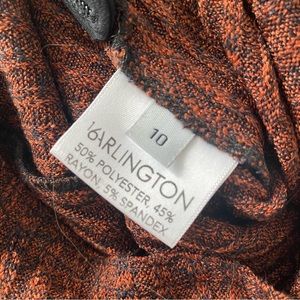 10
16ARLINGTON
50% POLYESTER, 45%
RAYON, 5% SPANDEX